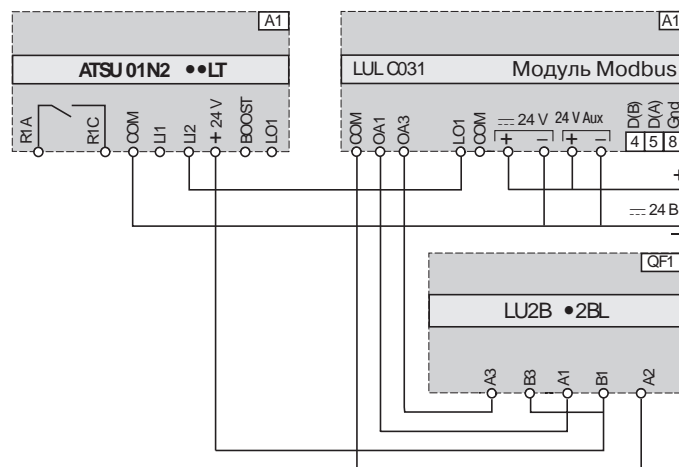 A1
ATSU 01N2 ••LT
R1A R1C COM LI1 LI2 + 24 V BOOST LO1
A1
LUL C031 Модуль Modbus
COM OA1 OA3 LO1 COM 24 V 24 V Aux D(B) D(A) Gnd
+ − + − 4 5 8
+
24 В
−
QF1
LU2B •2BL
A3 B3 A1 B1 A2